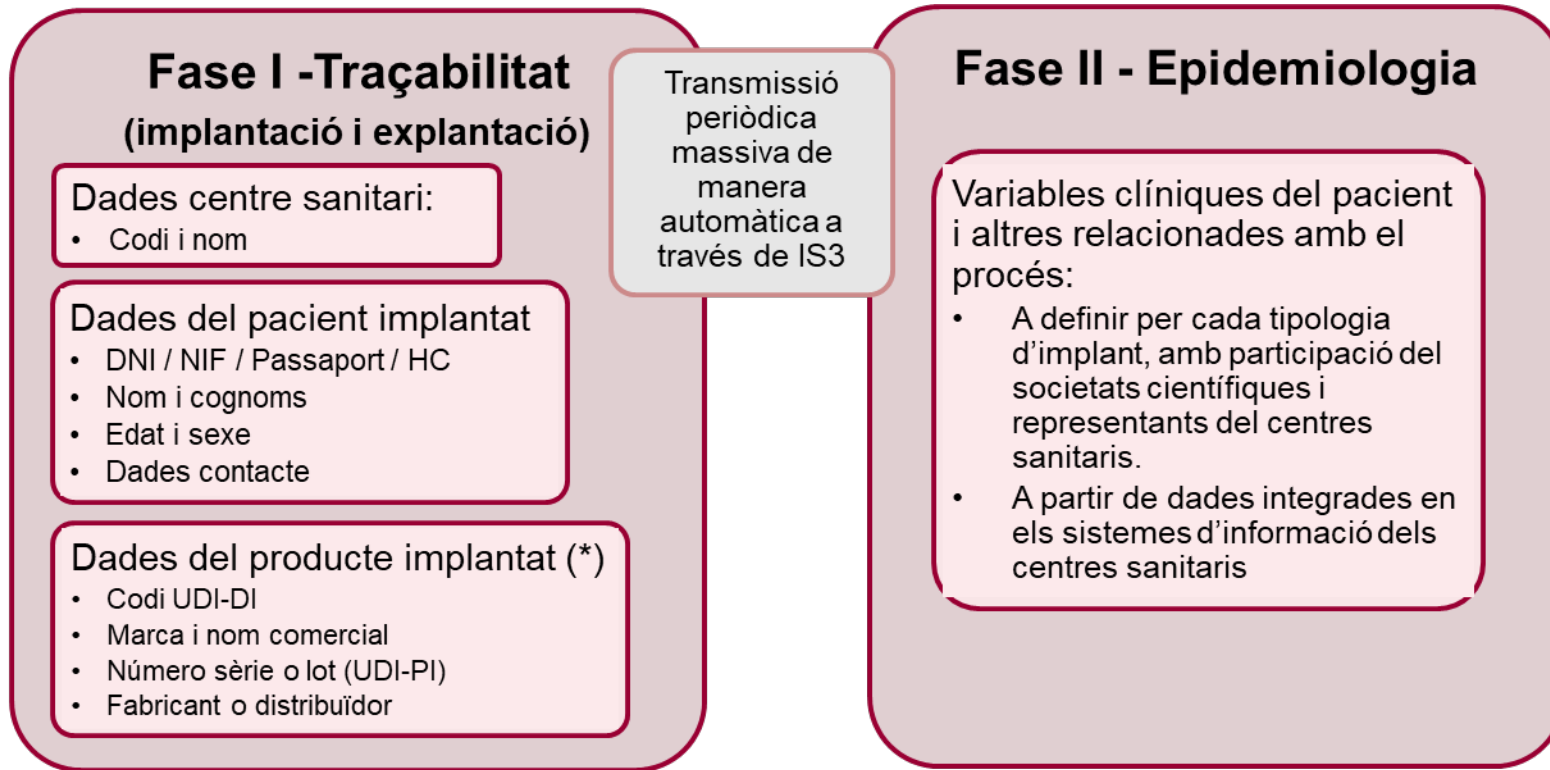 Fase I -Traçabilitat
(implantació i explantació)
Dades centre sanitari:
• Codi i nom
Dades del pacient implantat
• DNI / NIF / Passaport / HC
• Nom i cognoms
• Edat i sexe
• Dades contacte
Dades del producte implantat (*)
• Codi UDI-DI
• Marca i nom comercial
• Número sèrie o lot (UDI-PI)
• Fabricant o distribuïdor
Transmissió
periòdica
massiva de
manera
automàtica a
través de IS3
Fase II - Epidemiologia
Variables clíniques del pacient
i altres relacionades amb el
procés:
• A definir per cada tipologia
d’implant, amb participació del
societats científiques i
representants del centres
sanitaris.
• A partir de dades integrades en
els sistemes d’informació dels
centres sanitaris